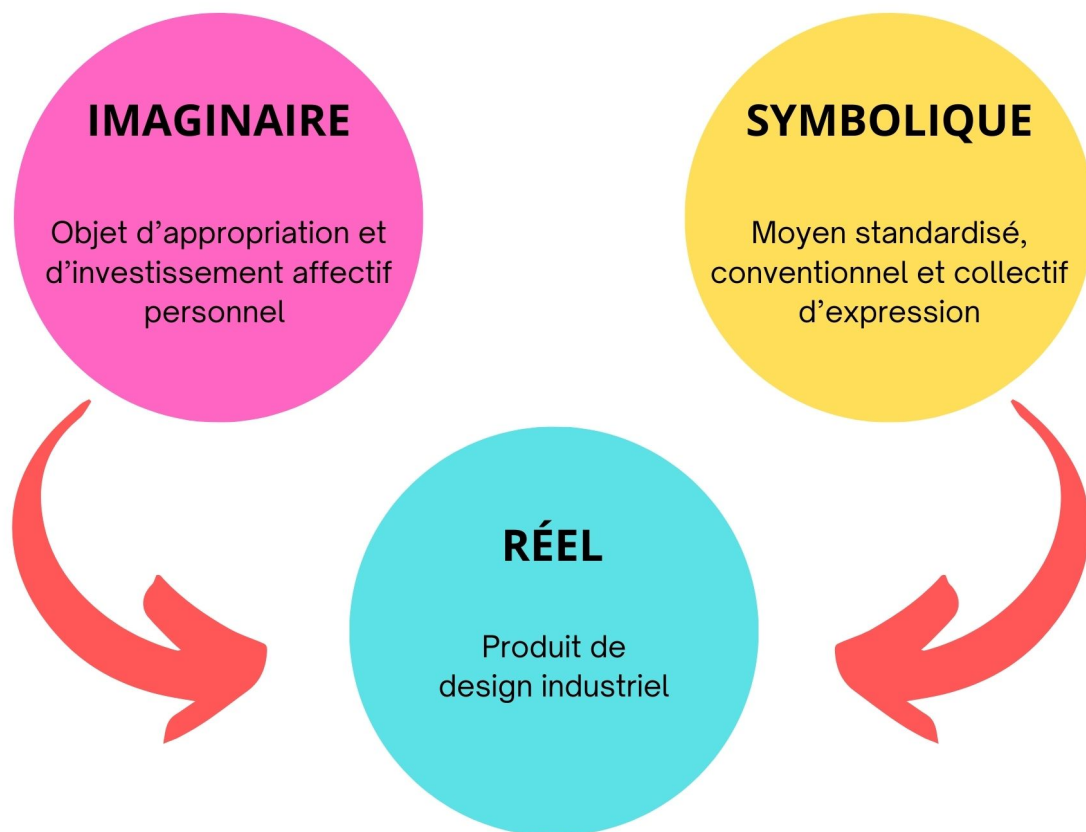 IMAGINAIRE
Objet d’appropriation et
d’investissement affectif
personnel
SYMBOLIQUE
Moyen standardisé,
conventionnel et collectif
d’expression
RÉEL
Produit de
design industriel